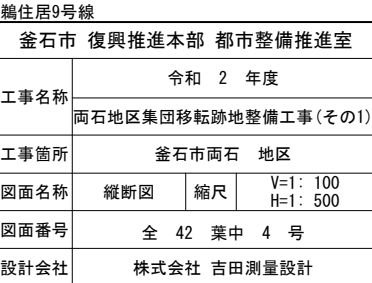 鵜住居9号線
釜石市 復興推進本部 都市整備推進室
工事名称 令和 2 年度
両石地区集団移転跡地整備工事(その1)
工事箇所 釜石市両石 地区
図面名称 縦断図 縮尺 V=1: 100
H=1: 500
図面番号 全 42 葉中 4 号
設計会社 株式会社 吉田測量設計